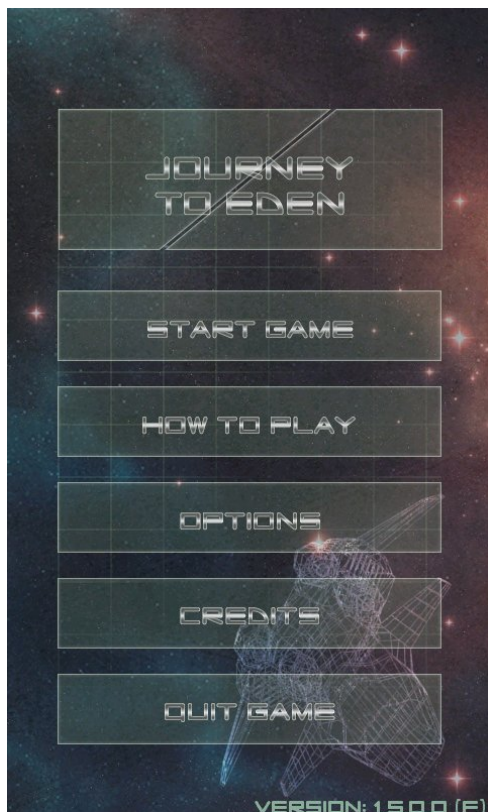 JOURNEY
TO EDEN
START GAME
HOW TO PLAY
OPTIONS
CREDITS
QUIT GAME
VERSION: 1.5.0.0 (F)